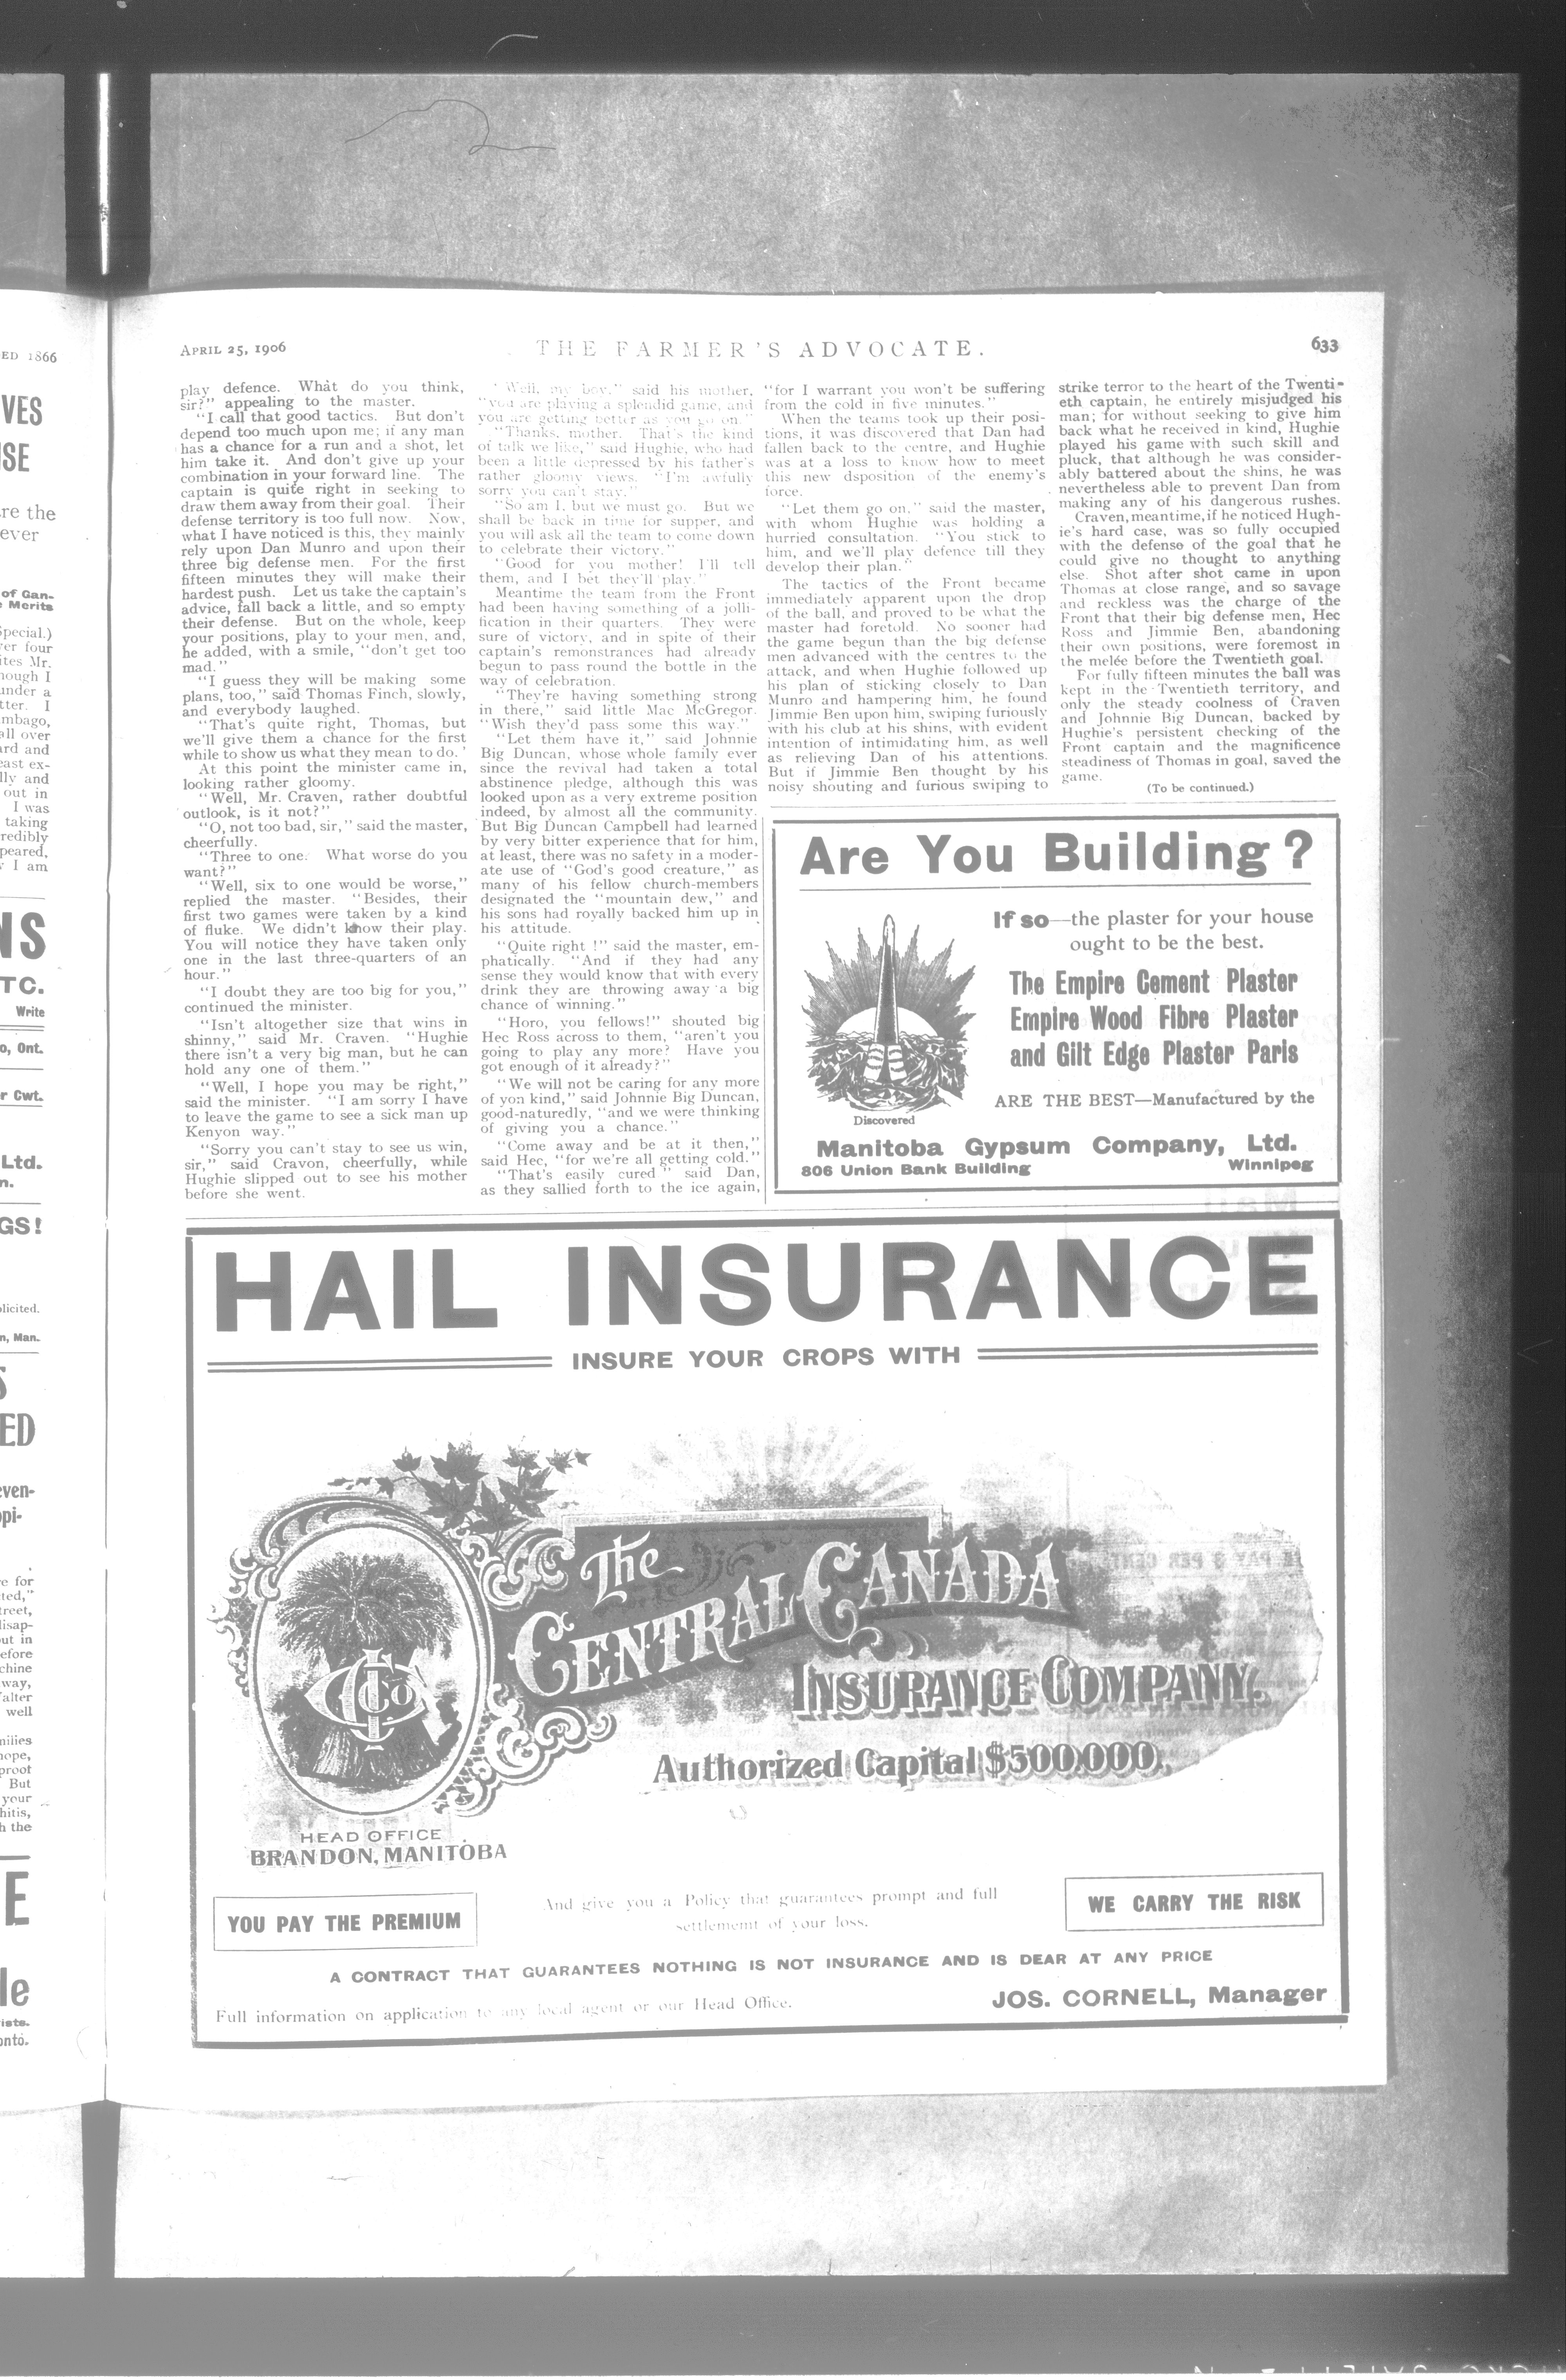 APRIL 25, 1906
THE FARMER'S ADVOCATE.
633
play defence. What do you think,
sir?" appealing to the master.
"I call that good tactics. But don't
depend too much upon me; if any man
has a chance for a run and a shot, let
him take it. And don't give up your
combination in your forward line. The
captain is quite right in seeking to
draw them away from their goal. Their
defense territory is too full now. Now,
what I have noticed is this, they mainly
rely upon Dan Munro and upon their
three big defense men. For the first
fifteen minutes they will make their
hardest push. Let us take the captain's
advice, fall back a little, and so empty
their defense. But on the whole, keep
your positions, play to your men, and,
he added, with a smile, "don't get too
mad."
"I guess they will be making some
plans, too," said Thomas Finch, slowly,
and everybody laughed.
"That's quite right, Thomas, but
we'll give them a chance for the first
while to show us what they mean to do.'
At this point the minister came in,
looking rather gloomy.
"Well, Mr. Craven, rather doubtful
outlook, is it not?"
"O, not too bad, sir," said the master,
cheerfully.
"Three to one. What worse do you
want?"
"Well, six to one would be worse,"
replied the master. "Besides, their
first two games were taken by a kind
of fluke. We didn't know their play.
You will notice they have taken only
one in the last three-quarters of an
hour."
"I doubt they are too big for you,"
continued the minister.
"Isn't altogether size that wins in
shinny," said Mr. Craven. "Hughie
there isn't a very big man, but he can
hold any one of them."
"Well, I hope you may be right,"
said the minister. "I am sorry I have
to leave the game to see a sick man up
Kenyon way."
"Sorry you can't stay to see us win,
sir," said Cravon, cheerfully, while
Hughie slipped out to see his mother
before she went.
"Well, my boy," said his mother,
"you are playing a splendid game, and
you are getting better as you go on."
"Thanks, mother. That's the kind
of talk we like," said Hughie, who had
been a little depressed by his father's
rather gloomy views. "I'm awfully
sorry you can't stay."
"So am I, but we must go. But we
shall be back in time for supper, and
you will ask all the team to come down
to celebrate their victory."
"Good for you mother! I'll tell
them, and I bet they'll play."
Meantime the team from the Front
had been having something of a jolli-
fication in their quarters. They were
sure of victory, and in spite of their
captain's remonstrances had already
begun to pass round the bottle in the
way of celebration.
"They're having something strong
in there," said little Mac McGregor.
"Wish they'd pass some this way."
"Let them have it," said Johnnie
Big Duncan, whose whole family ever
since the revival had taken a total
abstinence pledge, although this was
looked upon as a very extreme position
indeed, by almost all the community.
But Big Duncan Campbell had learned
by very bitter experience that for him,
at least, there was no safety in a moder-
ate use of "God's good creature," as
many of his fellow church-members
designated the "mountain dew," and
his sons had royally backed him up in
his attitude.
"Quite right !" said the master, em-
phatically. "And if they had any
sense they would know that with every
drink they are throwing away a big
chance of winning."
"Horo, you fellows!" shouted big
Hec Ross across to them, "aren't you
going to play any more? Have you
got enough of it already?"
"We will not be caring for any more
of yon kind," said Johnnie Big Duncan,
good-naturedly, "and we were thinking
of giving you a chance."
"Come away and be at it then,"
said Hec, "for we're all getting cold."
"That's easily cured" said Dan,
as they sallied forth to the ice again,
"for I warrant you won't be suffering
from the cold in five minutes."
When the teams took up their posi-
tions, it was discovered that Dan had
fallen back to the centre, and Hughie
was at a loss to know how to meet
this new dsposition of the enemy's
force.
"Let them go on," said the master,
with whom Hughie was holding a
hurried consultation. "You stick to
him, and we'll play defence till they
develop their plan."
The tactics of the Front became
immediately apparent upon the drop
of the ball, and proved to be what the
master had foretold. No sooner had
the game begun than the big defense
men advanced with the centres to the
attack, and when Hughie followed up
his plan of sticking closely to Dan
Munro and hampering him, he found
Jimmie Ben upon him, swiping furiously
with his club at his shins, with evident
intention of intimidating him, as well
as relieving Dan of his attentions.
But if Jimmie Ben thought by his
noisy shouting and furious swiping to
strike terror to the heart of the Twenti-
eth captain, he entirely misjudged his
man; for without seeking to give him
back what he received in kind, Hughie
played his game with such skill and
pluck, that although he was consider-
ably battered about the shins, he was
nevertheless able to prevent Dan from
making any of his dangerous rushes.
Craven, meantime, if he noticed Hugh-
ie's hard case, was so fully occupied
with the defense of the goal that he
could give no thought to anything
else. Shot after shot came in upon
Thomas at close range, and so savage
and reckless was the charge of the
Front that their big defense men, Hec
Ross and Jimmie Ben, abandoning
their own positions, were foremost in
the melée before the Twentieth goal.
For fully fifteen minutes the ball was
kept in the Twentieth territory, and
only the steady coolness of Craven
and Johnnie Big Duncan, backed by
Hughie's persistent checking of the
Front captain and the magnificence
steadiness of Thomas in goal, saved the
game.
(To be continued.)
Are You Building?
If so—the plaster for your house
ought to be the best.
The Empire Cement Plaster
Empire Wood Fibre Plaster
and Gilt Edge Plaster Paris
ARE THE BEST—Manufactured by the
Discovered
Manitoba Gypsum Company, Ltd.
806 Union Bank Building
Winnipeg
HAIL INSURANCE
INSURE YOUR CROPS WITH
The
CENTRAL CANADA
INSURANCE COMPANY.
Authorized Capital $500.000.
CCICo
HEAD OFFICE
BRANDON, MANITOBA
YOU PAY THE PREMIUM
And give you a Policy that guarantees prompt and full
settlememt of your loss.
WE CARRY THE RISK
A CONTRACT THAT GUARANTEES NOTHING IS NOT INSURANCE AND IS DEAR AT ANY PRICE
Full information on application to any local agent or our Head Office.
JOS. CORNELL, Manager